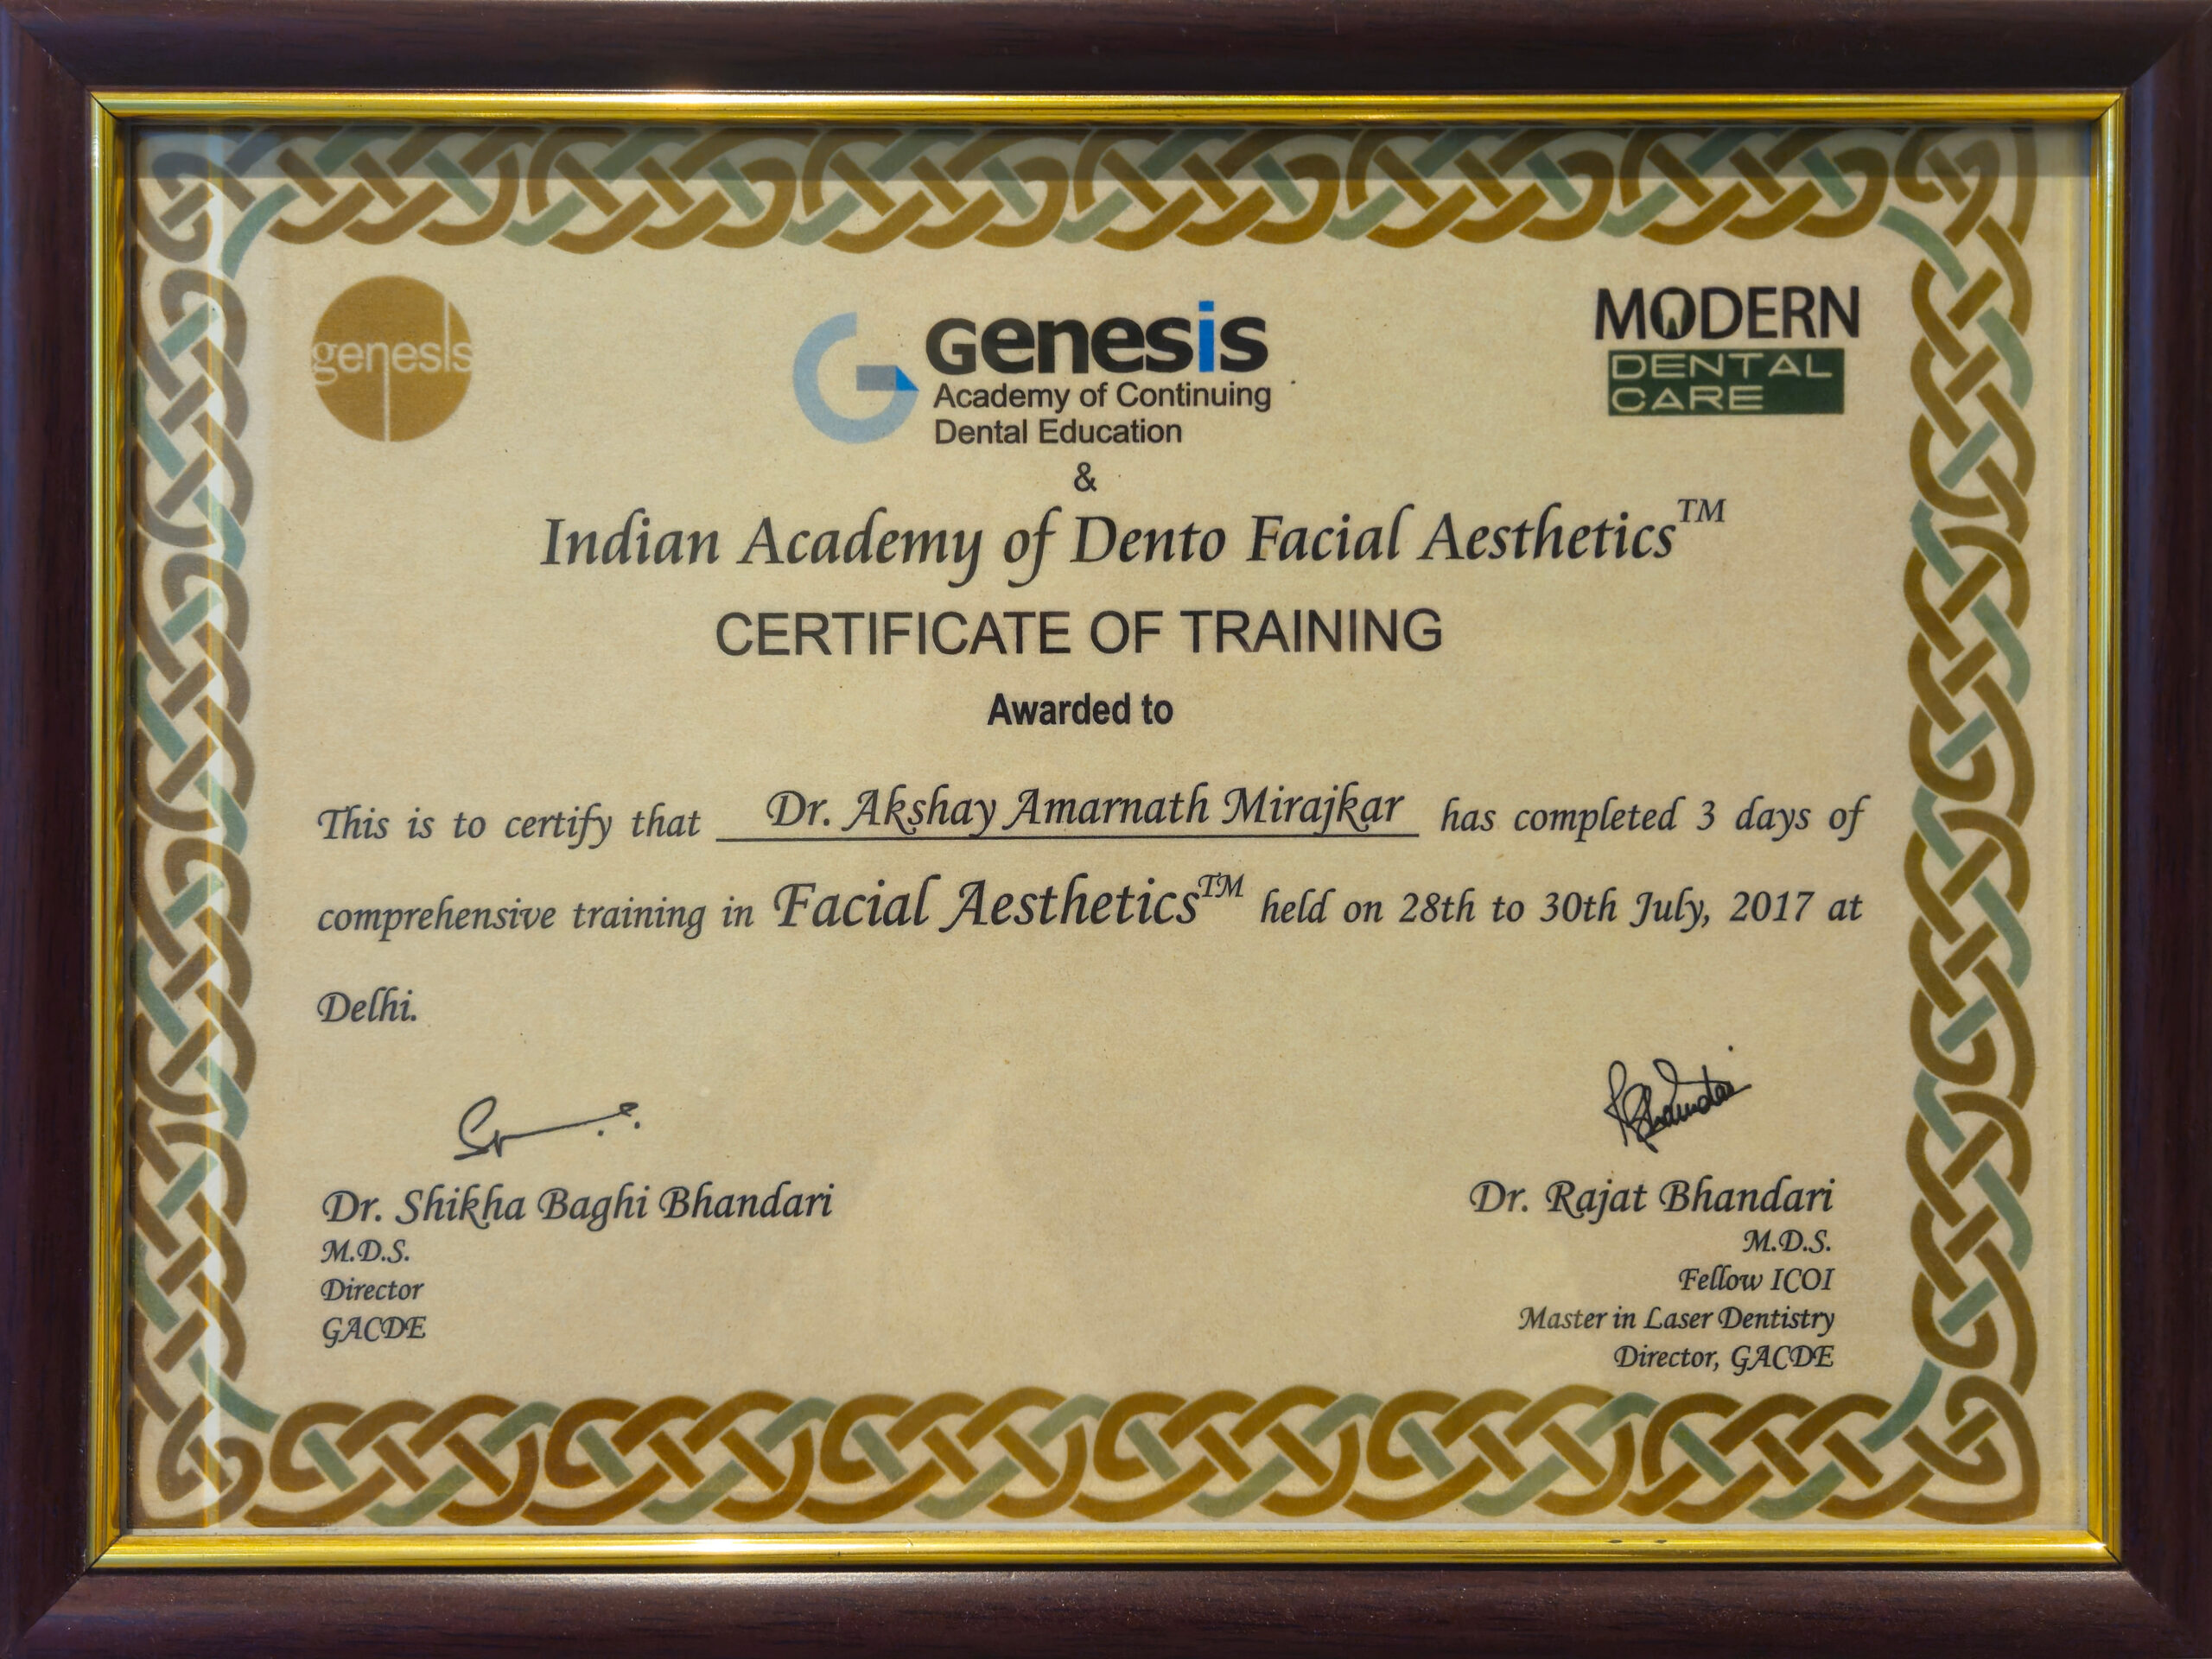 genesis
Genesis
Academy of Continuing
Dental Education
MODERN
DENTAL
CARE
&
Indian Academy of Dento Facial Aesthetics™
CERTIFICATE OF TRAINING
Awarded to
This is to certify that Dr. Akshay Amarnath Mirajkar has completed 3 days of
comprehensive training in Facial Aesthetics™ held on 28th to 30th July, 2017 at
Delhi.
Dr. Shikha Baghi Bhandari
M.D.S.
Director
GACDE
Dr. Rajat Bhandari
M.D.S.
Fellow ICOI
Master in Laser Dentistry
Director, GACDE